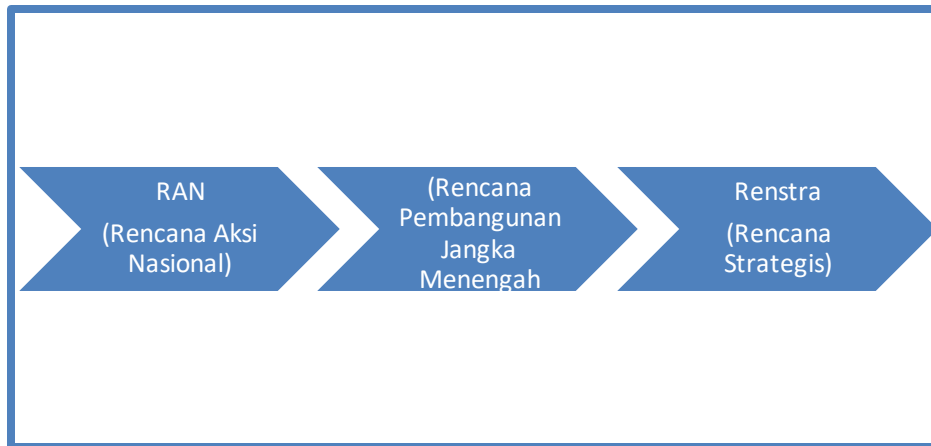 RAN
(Rencana Aksi
Nasional)
(Rencana
Pembangunan
Jangka
Menengah
Renstra
(Rencana
Strategis)